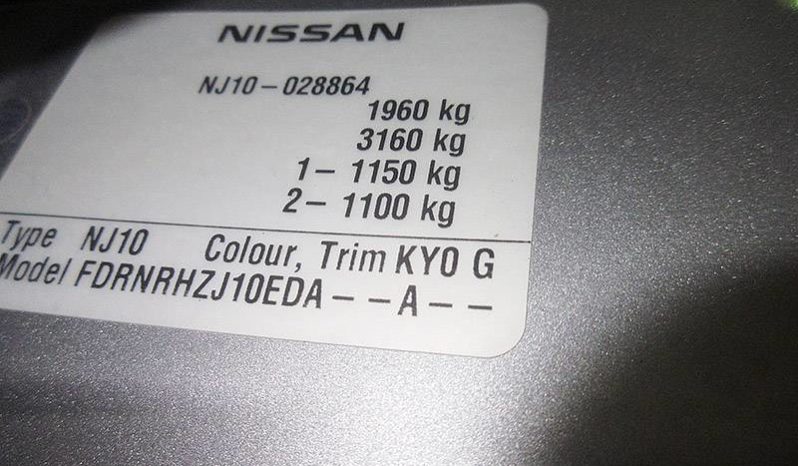 NISSAN
NJ10-028864
1960 kg
3160 kg
1- 1150 kg
2- 1100 kg
Type NJ10 Colour, Trim KY0 G
Model FDRNRHZJ10EDA - - A - -